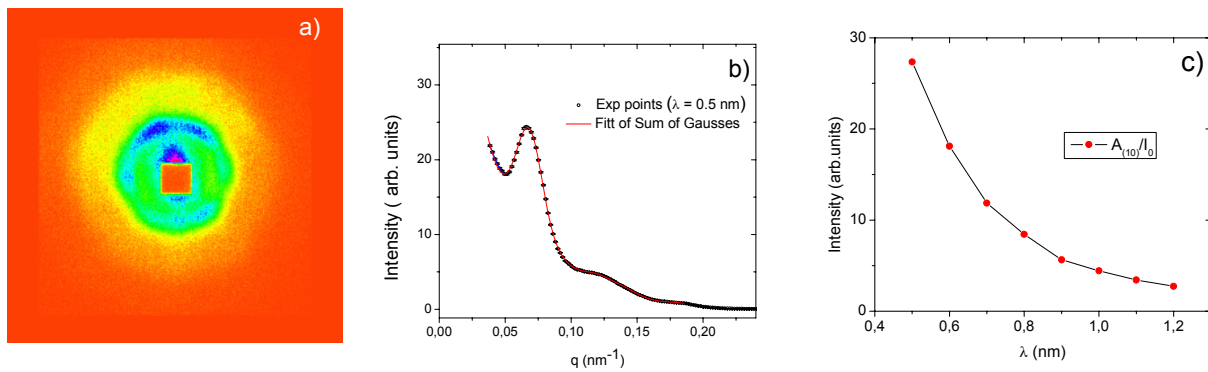 a)
b)
Exp points (λ = 0.5 nm)
Fitt of Sum of Gausses
Intensity ( arb. units)
30
20
10
0
0,00 0,05 0,10 0,15 0,20
q (nm⁻¹)
c)
A(10)/I0
Intensity (arb.units)
30
20
10
0
0,4 0,6 0,8 1,0 1,2
λ (nm)